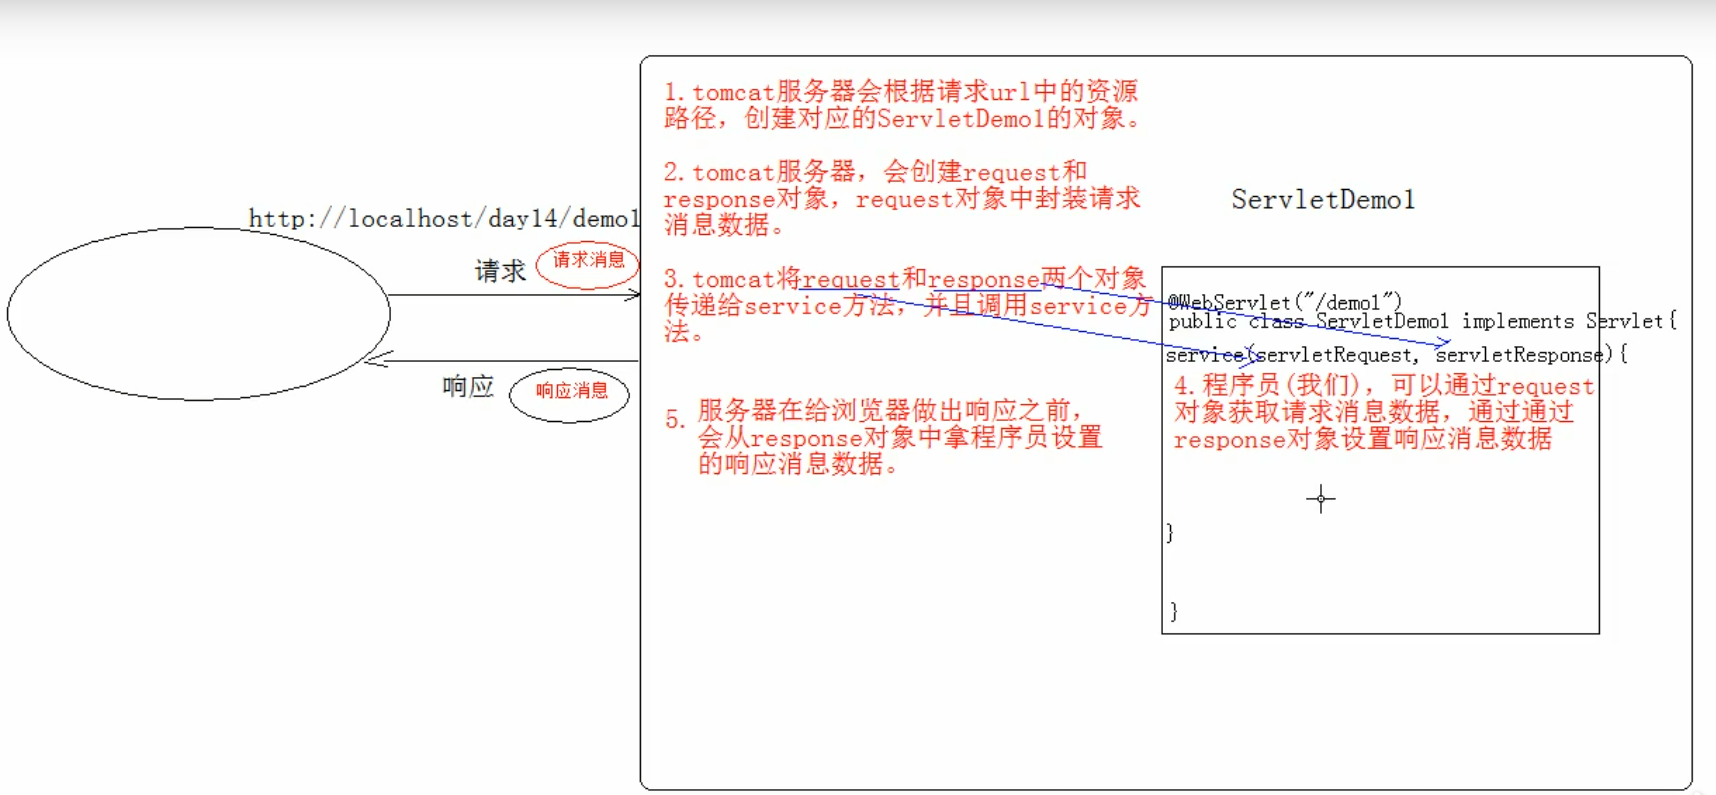 http://localhost/day14/demo1
请求
请求消息
响应
响应消息
1.tomcat服务器会根据请求url中的资源
路径，创建对应的ServletDemo1的对象。
2.tomcat服务器，会创建request和
response对象，request对象中封装请求
消息数据。
3.tomcat将request和response两个对象
传递给service方法，并且调用service方
法。
5.
服务器在给浏览器做出响应之前，
会从response对象中拿程序员设置
的响应消息数据。
ServletDemo1
@WebServlet("/demo1")
public class ServletDemo1 implements Servlet{
service(servletRequest, servletResponse){
4.程序员(我们)，可以通过request
对象获取请求消息数据，通过通过
response对象设置响应消息数据
}
}